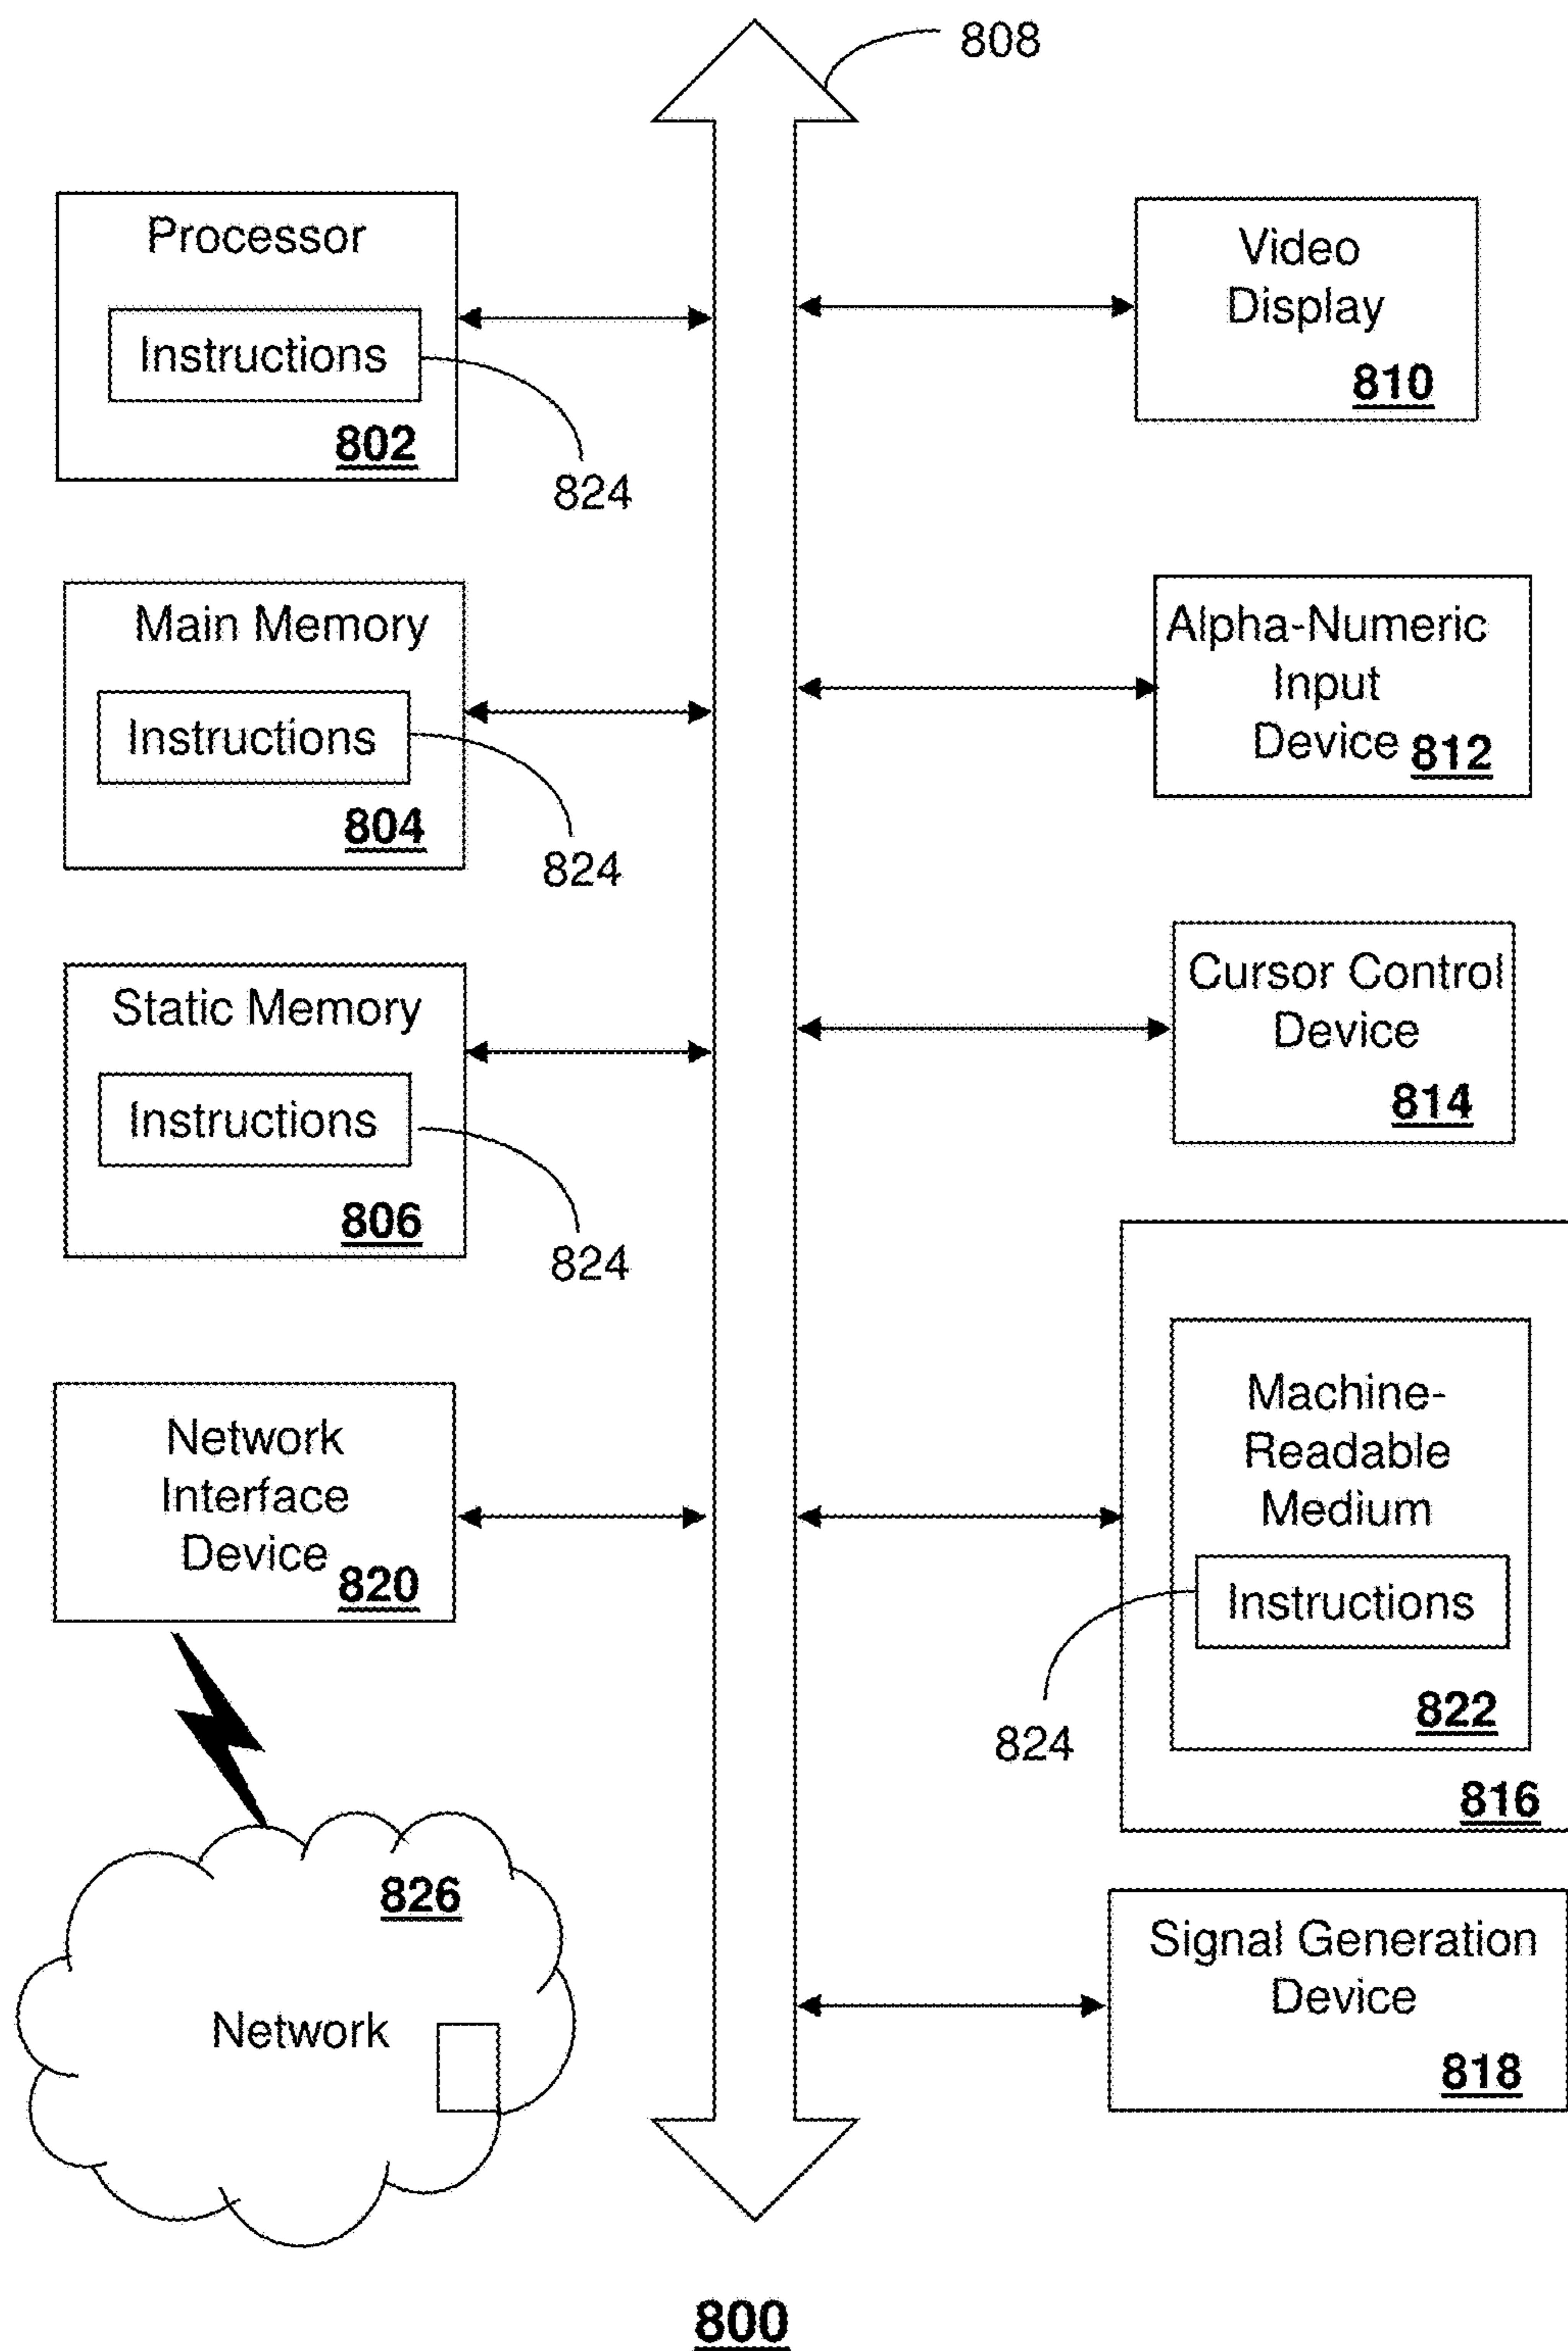 808
Processor
Instructions
802
824
Main Memory
Instructions
804
824
Static Memory
Instructions
806
824
Network
Interface
Device
820
826
Network
Video
Display
810
Alpha-Numeric
Input
Device 812
Cursor Control
Device
814
Machine-
Readable
Medium
Instructions
822
824
816
Signal Generation
Device
818
800